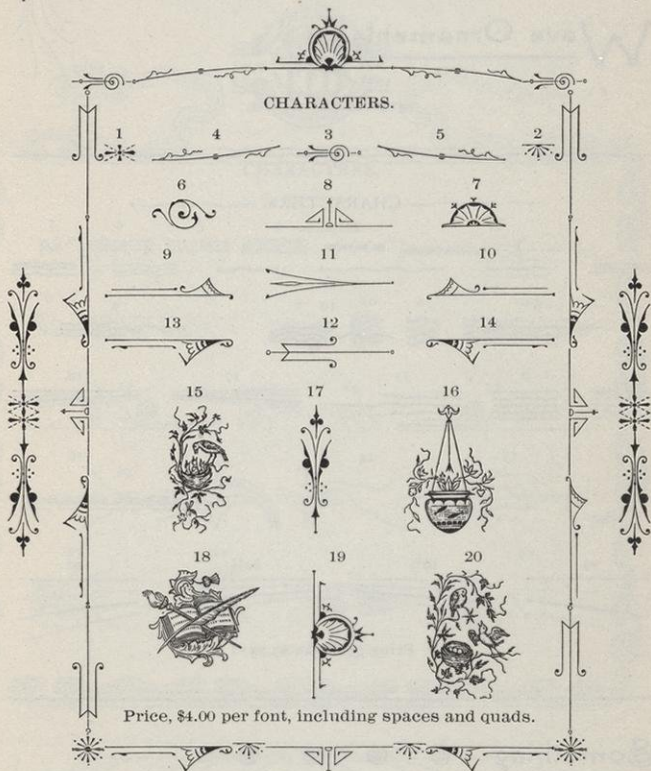 CHARACTERS.
1 4 3 5 2
6 8 7
9 11 10
13 12 14
15 17 16
18 19 20
Price, $4.00 per font, including spaces and quads.